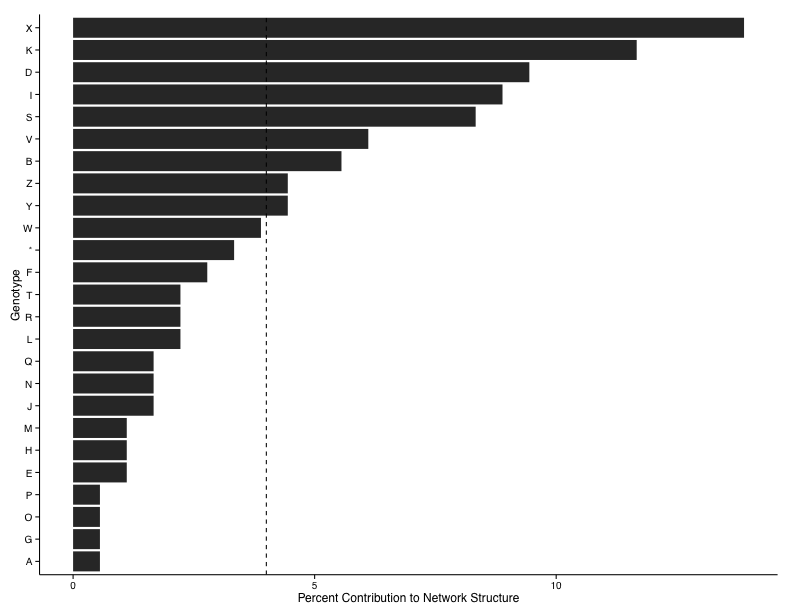 X
K
D
I
S
V
B
Z
Y
W
*
F
Genotype
T
R
L
Q
N
J
M
H
E
P
O
G
A
0 5 10
Percent Contribution to Network Structure